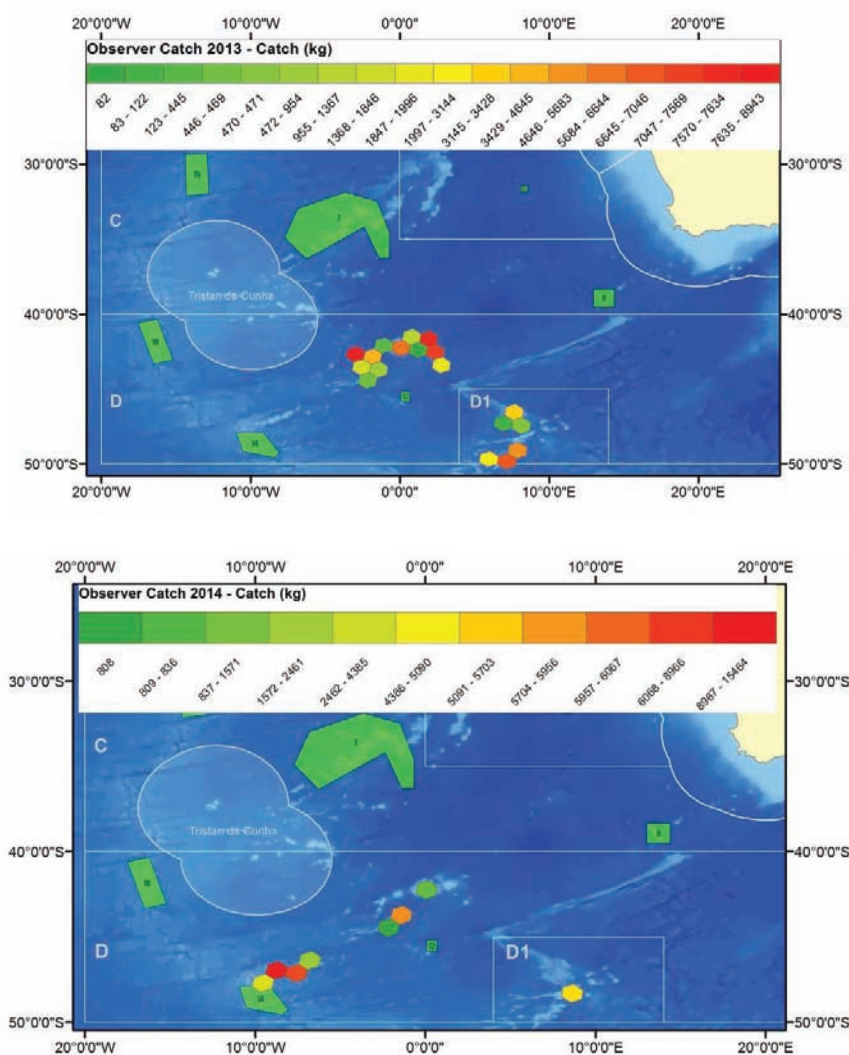 20°0'0"W 10°0'0"W 0°0'0" 10°0'0"E 20°0'0"E
Observer Catch 2013 - Catch (kg)
82
83 - 122
123 - 445
446 - 469
470 - 471
472 - 954
955 - 1367
1368 - 1846
1847 - 1996
1997 - 3144
3145 - 3428
3429 - 4645
4646 - 5683
5684 - 6644
6645 - 7046
7047 - 7569
7570 - 7634
7635 - 8943
30°0'0"S 30°0'0"S
C
7
Tristan da Cunha
40°0'0"S 40°0'0"S
D
D1
50°0'0"S 50°0'0"S
20°0'0"W 10°0'0"W 0°0'0" 10°0'0"E 20°0'0"E
20°0'0"W 10°0'0"W 0°0'0" 10°0'0"E 20°0'0"E
Observer Catch 2014 - Catch (kg)
808
809 - 836
837 - 1571
1572 - 2461
2462 - 4385
4386 - 5090
5091 - 5703
5704 - 5956
5957 - 6067
6068 - 8966
8967 - 15464
30°0'0"S 30°0'0"S
C
7
Tristan da Cunha
40°0'0"S 40°0'0"S
D
D1
50°0'0"S 50°0'0"S
20°0'0"W 10°0'0"W 0°0'0" 10°0'0"E 20°0'0"E